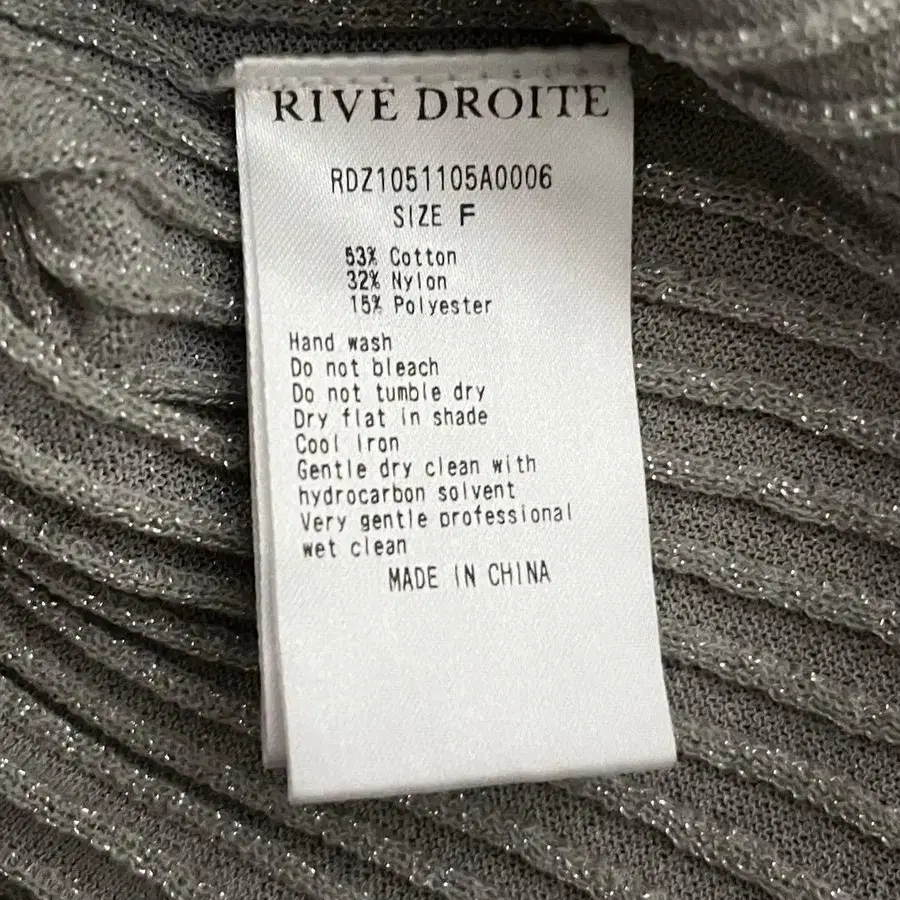 RIVE DROITE
RDZ1051105A0006
SIZE F
53% Cotton
32% Nylon
15% Polyester
Hand wash
Do not bleach
Do not tumble dry
Dry flat in shade
Cool Iron
Gentle dry clean with
hydrocarbon solvent
Very gentle professional
wet clean
MADE IN CHINA